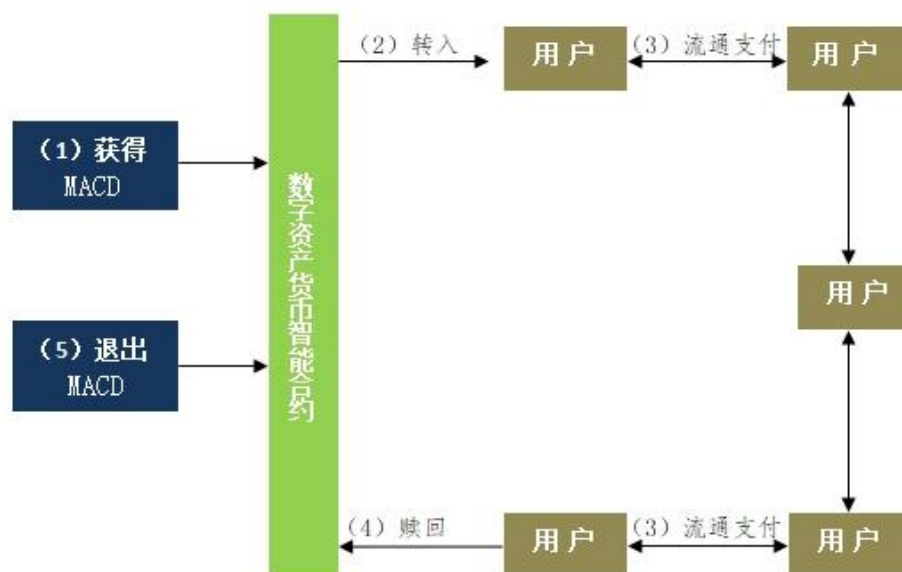 (2) 转入
用户
(3) 流通支付
用户
(1) 获得
MACD
数字资产货币智能合约
用户
(5) 退出
MACD
(4) 赎回
用户
(3) 流通支付
用户